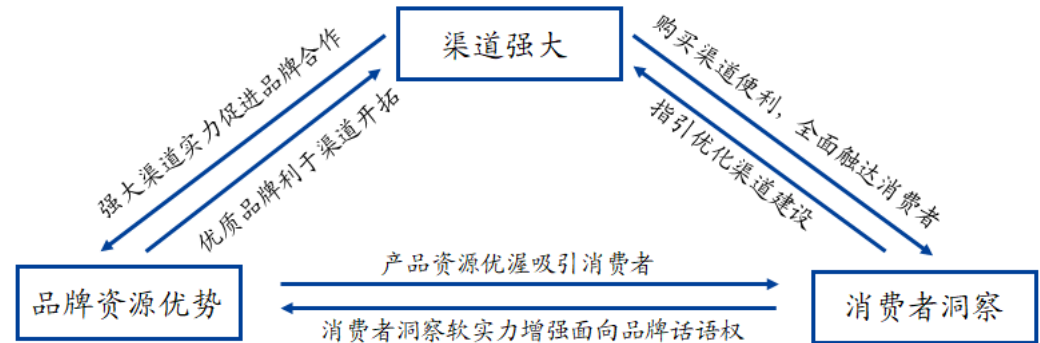 渠道强大
强大渠道实力促进品牌合作
优质品牌利于渠道开拓
购买渠道便利，全面触达消费者
指引优化渠道建设
品牌资源优势
产品资源优渥吸引消费者
消费者洞察软实力增强面向品牌话语权
消费者洞察